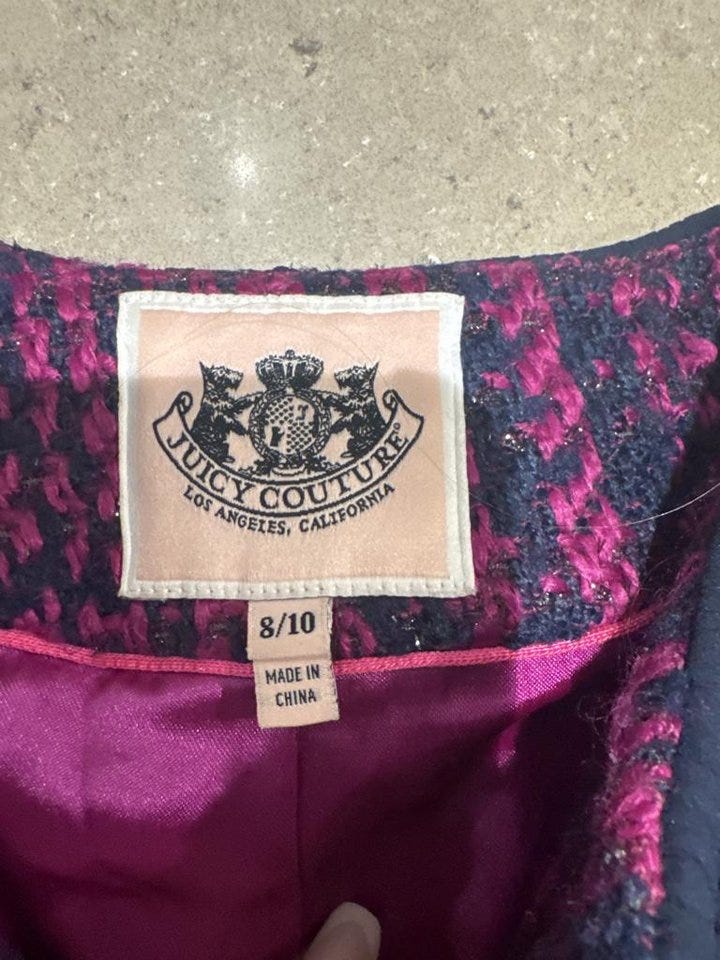 JUICY COUTURE®
LOS ANGELES, CALIFORNIA
8/10
MADE IN
CHINA